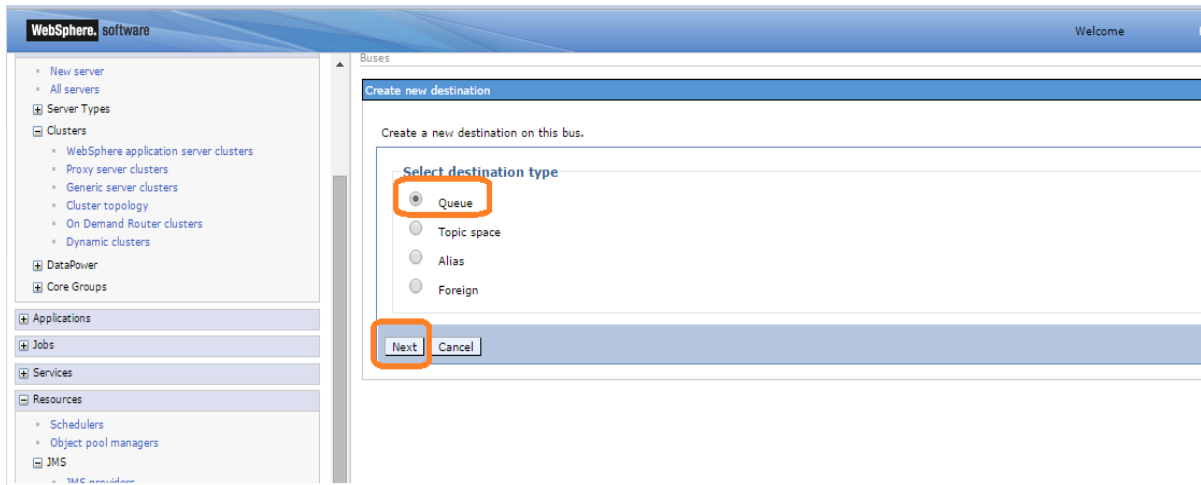 WebSphere. software
Welcome
New server
All servers
Server Types
Clusters
WebSphere application server clusters
Proxy server clusters
Generic server clusters
Cluster topology
On Demand Router clusters
Dynamic clusters
DataPower
Core Groups
Applications
Jobs
Services
Resources
Schedulers
Object pool managers
JMS
JMS providers
Buses
Create new destination
Create a new destination on this bus.
Select destination type
Queue
Topic space
Alias
Foreign
Next Cancel